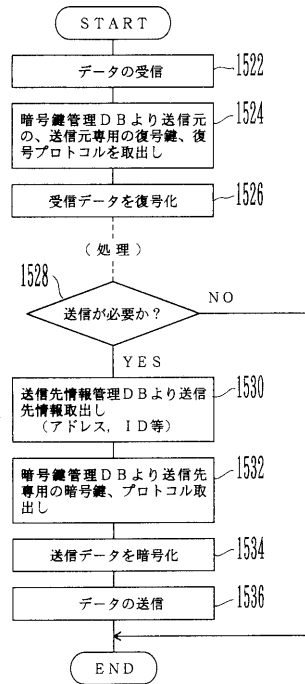 START
データの受信
1522
暗号鍵管理DBより送信元
の、送信元専用の復号鍵、復
号プロトコルを取出し
1524
受信データを復号化
1526
(処理)
1528
送信が必要か?
NO
YES
送信先情報管理DBより送信
先情報取出し
(アドレス,ID等)
1530
暗号鍵管理DBより送信先
専用の暗号鍵、プロトコル取
出し
1532
送信データを暗号化
1534
データの送信
1536
END